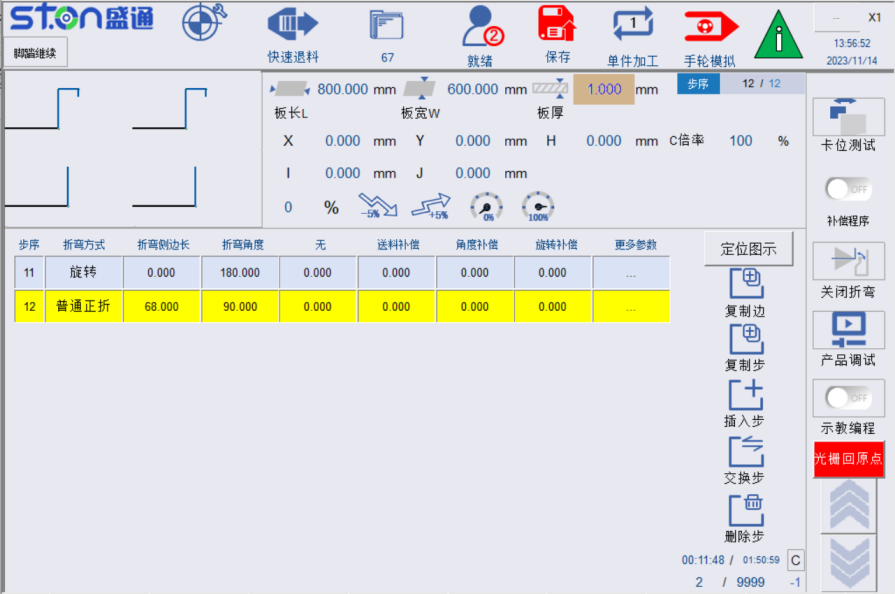 STON盛通
脚踏继续
快速退料
67
2
就绪
保存
1
单件加工
手轮模拟
i
--
X1
13:56:52
2023/11/14
800.000 mm
600.000 mm
1.000 mm
步序
12 / 12
板长L
板宽W
板厚
X 0.000 mm Y 0.000 mm H 0.000 mm C倍率 100 %
I 0.000 mm J 0.000 mm
0 % -5% +5% 0% 100%
卡位测试
OFF
补偿程序
关闭折弯
产品调试
OFF
示教编程
光栅回原点
步序 折弯方式 折弯侧边长 折弯角度 无 送料补偿 角度补偿 旋转补偿 更多参数
11 旋转 0.000 180.000 0.000 0.000 0.000 0.000 ...
12 普通正折 68.000 90.000 0.000 0.000 0.000 0.000 ...
定位图示
复制边
复制步
插入步
交换步
删除步
00:11:48 / 01:50:59 C
2 / 9999 -1